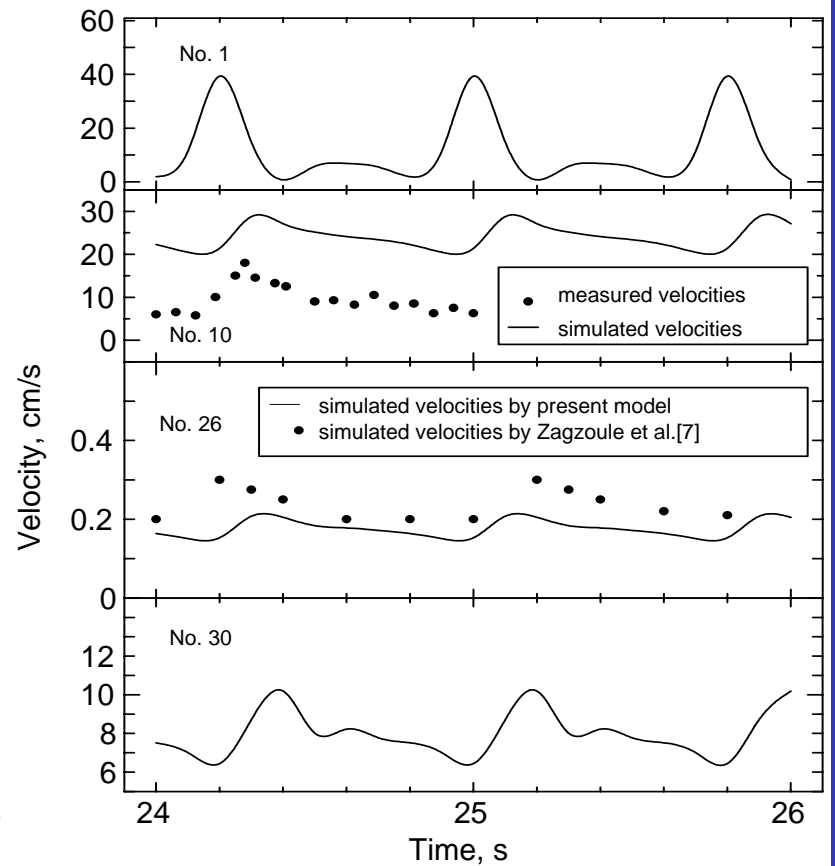 60
No. 1
40
20
0
30
20
10
0
measured velocities
simulated velocities
No. 10
simulated velocities by present model
simulated velocities by Zagzoule et al.[7]
No. 26
0.4
0.2
0
Velocity, cm/s
No. 30
12
10
8
6
24
25
26
Time, s